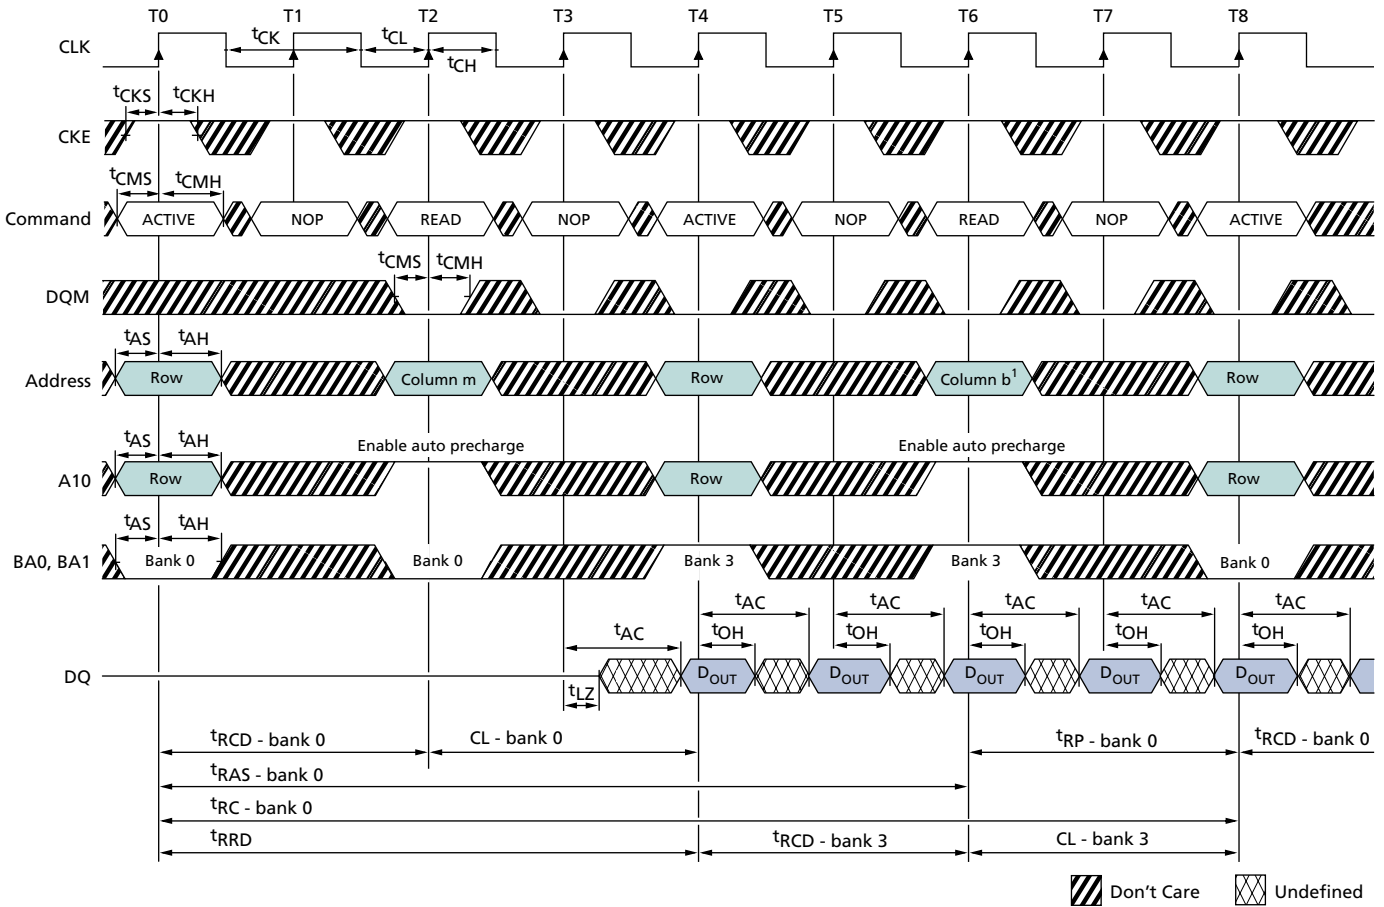 T0 T1 T2 T3 T4 T5 T6 T7 T8
CLK tCK tCL tCH
tCKS tCKH
CKE
tCMS tCMH
Command ACTIVE NOP READ NOP ACTIVE NOP READ NOP ACTIVE
tCMS tCMH
DQM
tAS tAH
Address Row Column m Row Column b1 Row
tAS tAH Enable auto precharge Enable auto precharge
A10 Row Row Row
tAS tAH
BA0, BA1 Bank 0 Bank 0 Bank 3 Bank 3 Bank 0
tAC tAC tAC tAC tAC
tAC tOH tOH tOH tOH tOH
DQ DOUT DOUT DOUT DOUT DOUT
tLZ
tRCD - bank 0 CL - bank 0 tRP - bank 0 tRCD - bank 0
tRAS - bank 0
tRC - bank 0
tRRD tRCD - bank 3 CL - bank 3
Don't Care Undefined